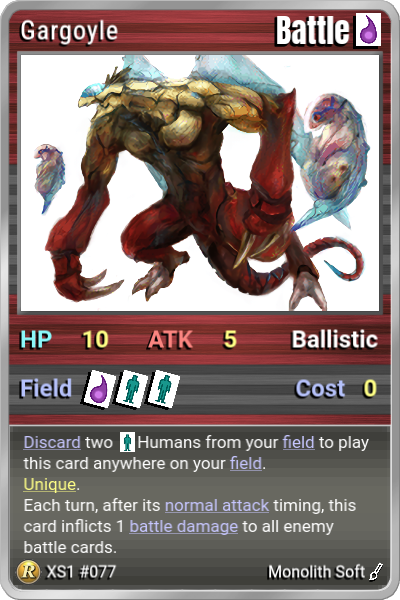 Gargoyle Battle
HP 10 ATK 5 Ballistic
Field Cost 0
Discard two Humans from your field to play
this card anywhere on your field.
Unique.
Each turn, after its normal attack timing, this
card inflicts 1 battle damage to all enemy
battle cards.
R XS1 #077 Monolith Soft